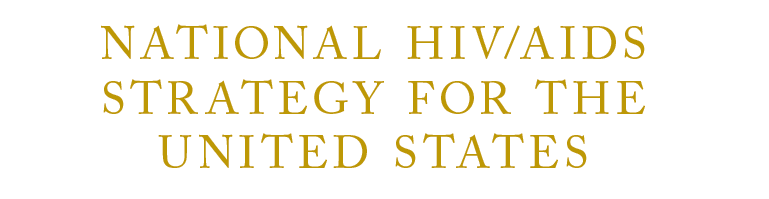 NATIONAL HIV/AIDS
STRATEGY FOR THE
UNITED STATES